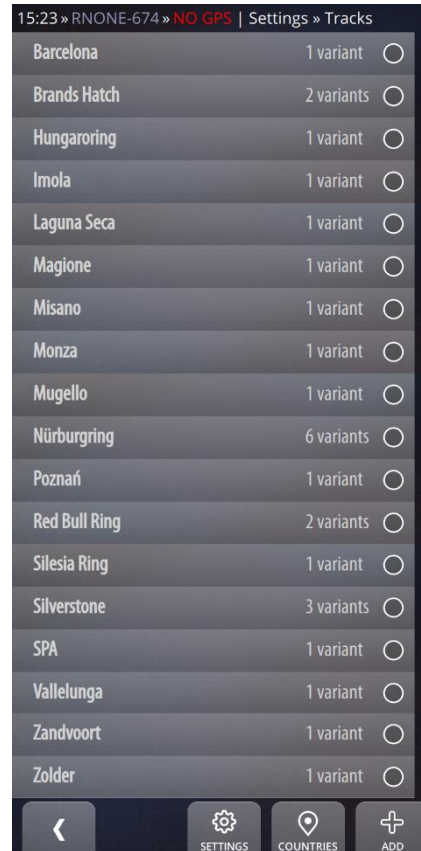 15:23 » RNONE-674 » NO GPS | Settings » Tracks
Barcelona 1 variant
Brands Hatch 2 variants
Hungaroring 1 variant
Imola 1 variant
Laguna Seca 1 variant
Magione 1 variant
Misano 1 variant
Monza 1 variant
Mugello 1 variant
Nürburgring 6 variants
Poznań 1 variant
Red Bull Ring 2 variants
Silesia Ring 1 variant
Silverstone 3 variants
SPA 1 variant
Vallelunga 1 variant
Zandvoort 1 variant
Zolder 1 variant
SETTINGS COUNTRIES ADD